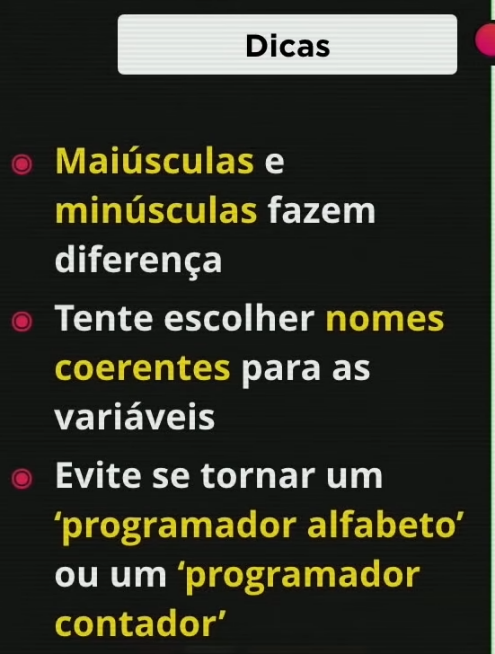 Dicas
Maiúsculas e
minúsculas fazem
diferença
Tente escolher nomes
coerentes para as
variáveis
Evite se tornar um
‘programador alfabeto’
ou um ‘programador
contador’